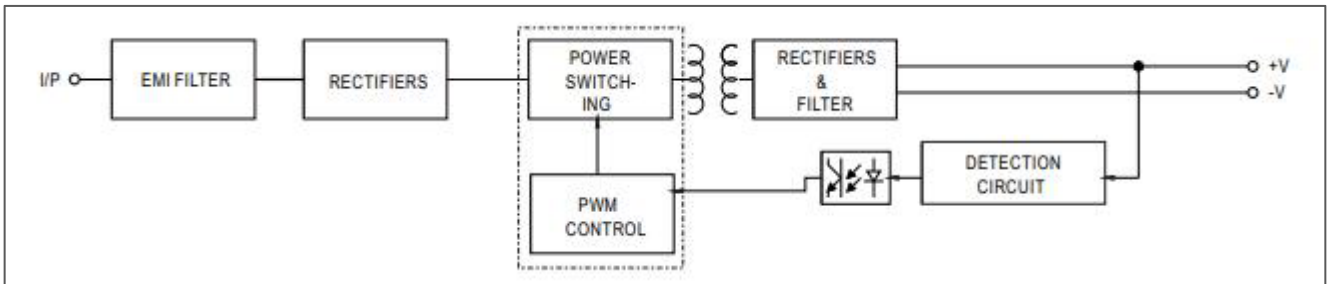 I/P
EMI FILTER
RECTIFIERS
POWER
SWITCH-
ING
RECTIFIERS
&
FILTER
+V
-V
PWM
CONTROL
DETECTION
CIRCUIT